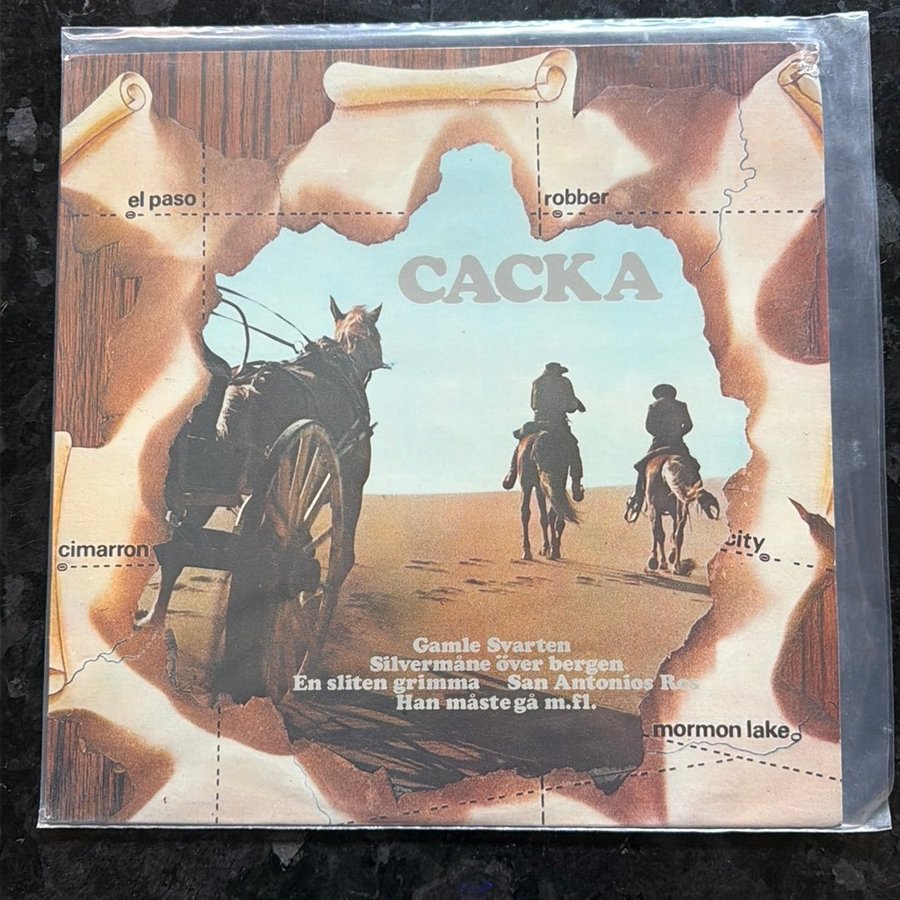 el paso
robber
CACKA
cimarron
city
Gamle Svarten
Silvermåne över bergen
En sliten grimma San Antonios Ros
Han måste gå m.fl.
mormon lake